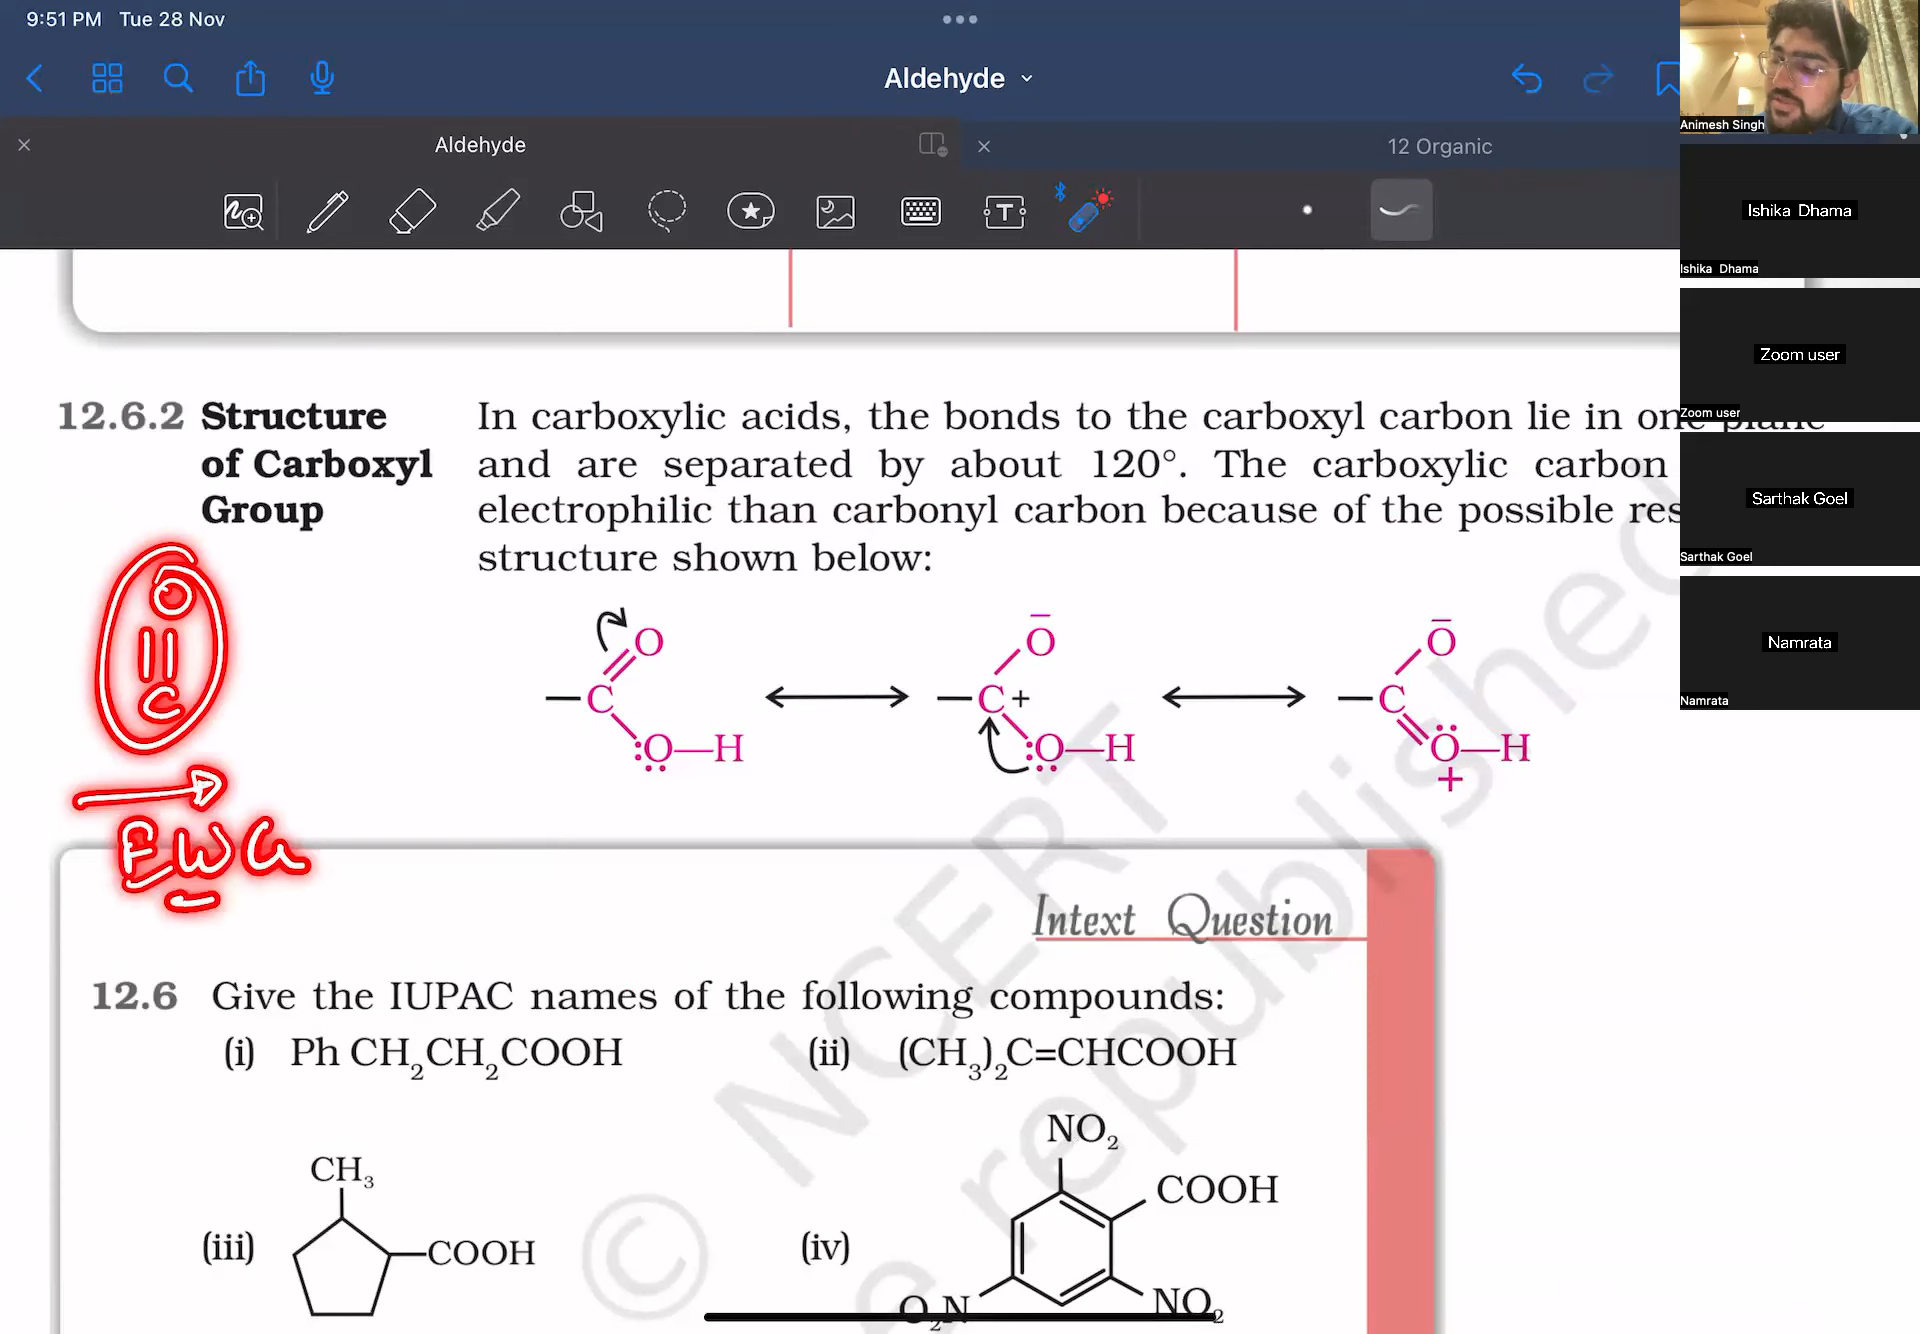 9:51 PM Tue 28 Nov
Aldehyde
Aldehyde
12 Organic
T
12.6.2 Structure of Carboxyl Group
In carboxylic acids, the bonds to the carboxyl carbon lie in one plane
and are separated by about 120°. The carboxylic carbon
electrophilic than carbonyl carbon because of the possible res
structure shown below:
O
||
C
EWG
O C :O—H
O C + :O—H
O C O—H +
Intext Question
12.6 Give the IUPAC names of the following compounds:
(i) Ph CH₂CH₂COOH (ii) (CH₃)₂C=CHCOOH
(iii) CH₃ COOH
(iv) NO₂ COOH O₂N NO₂
© NCERT
republished
Animesh Singh
Ishika Dhama
Ishika Dhama
Zoom user
Zoom user
Sarthak Goel
Sarthak Goel
Namrata
Namrata